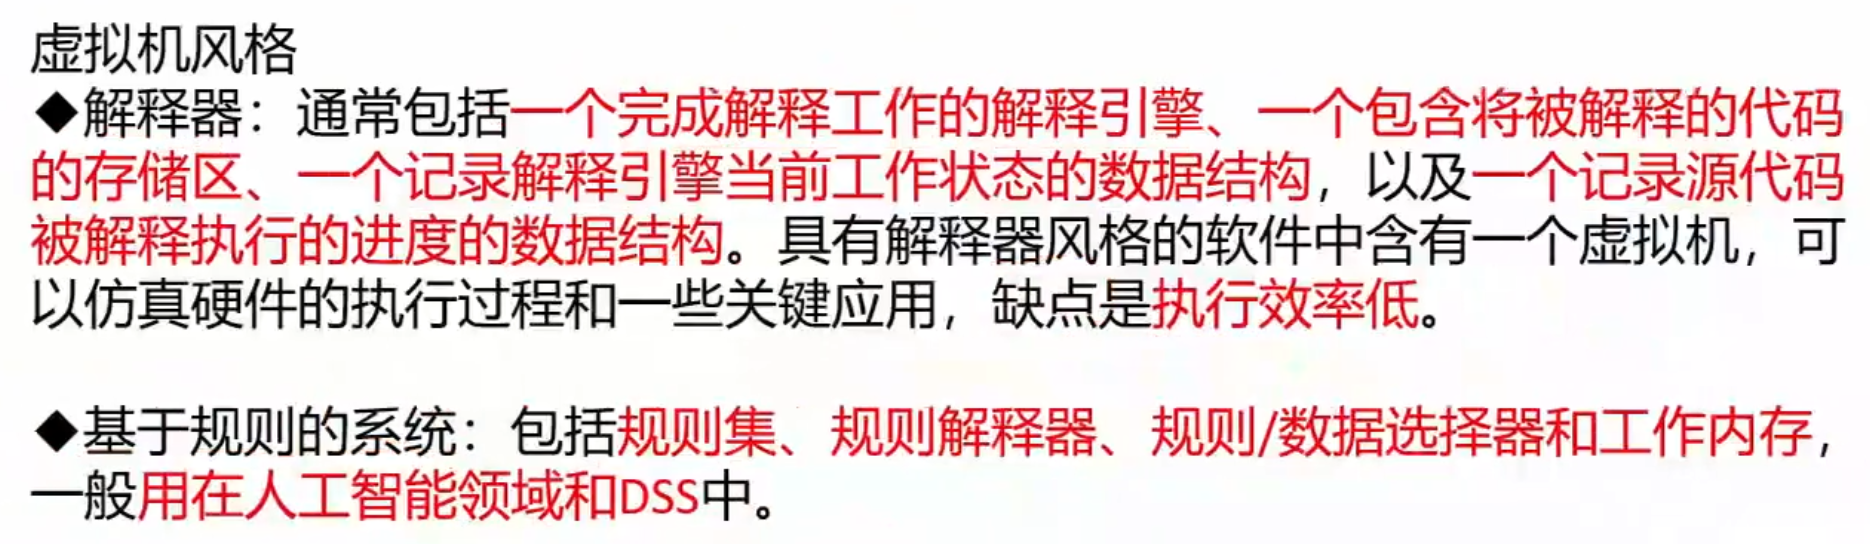 虚拟机风格
◆解释器：通常包括一个完成解释工作的解释引擎、一个包含将被解释的代码
的存储区、一个记录解释引擎当前工作状态的数据结构，以及一个记录源代码
被解释执行的进度的数据结构。具有解释器风格的软件中含有一个虚拟机，可
以仿真硬件的执行过程和一些关键应用，缺点是执行效率低。
◆基于规则的系统：包括规则集、规则解释器、规则/数据选择器和工作内存，
一般用在人工智能领域和DSS中。